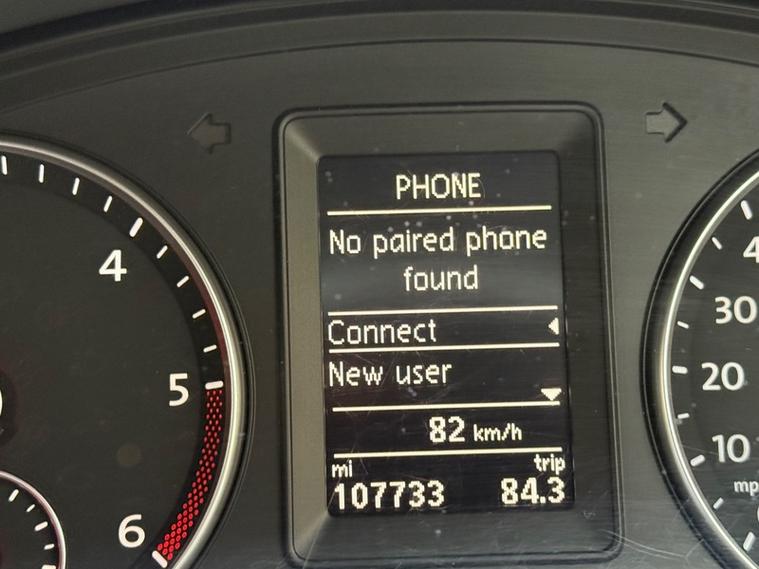 PHONE
No paired phone
found
Connect
New user
82 km/h
mi trip
107733 84.3
4
5
6
30
20
10